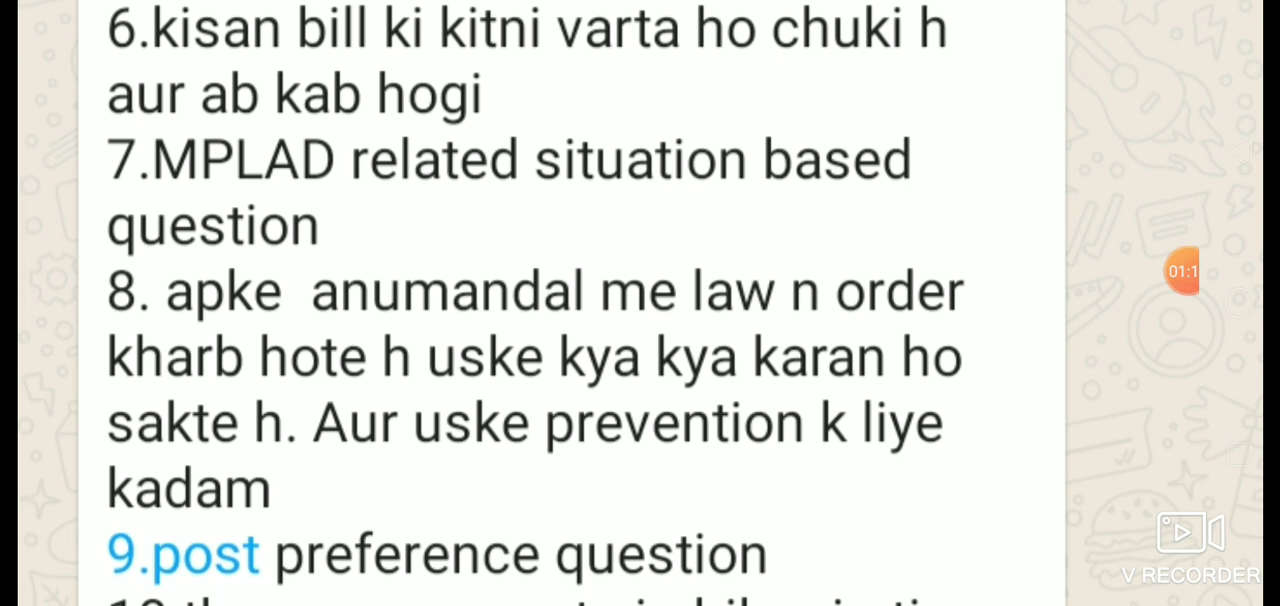 6.kisan bill ki kitni varta ho chuki h
aur ab kab hogi
7.MPLAD related situation based
question
8. apke  anumandal me law n order
kharb hote h uske kya kya karan ho
sakte h. Aur uske prevention k liye
kadam
9.post preference question
01:1
V RECORDER